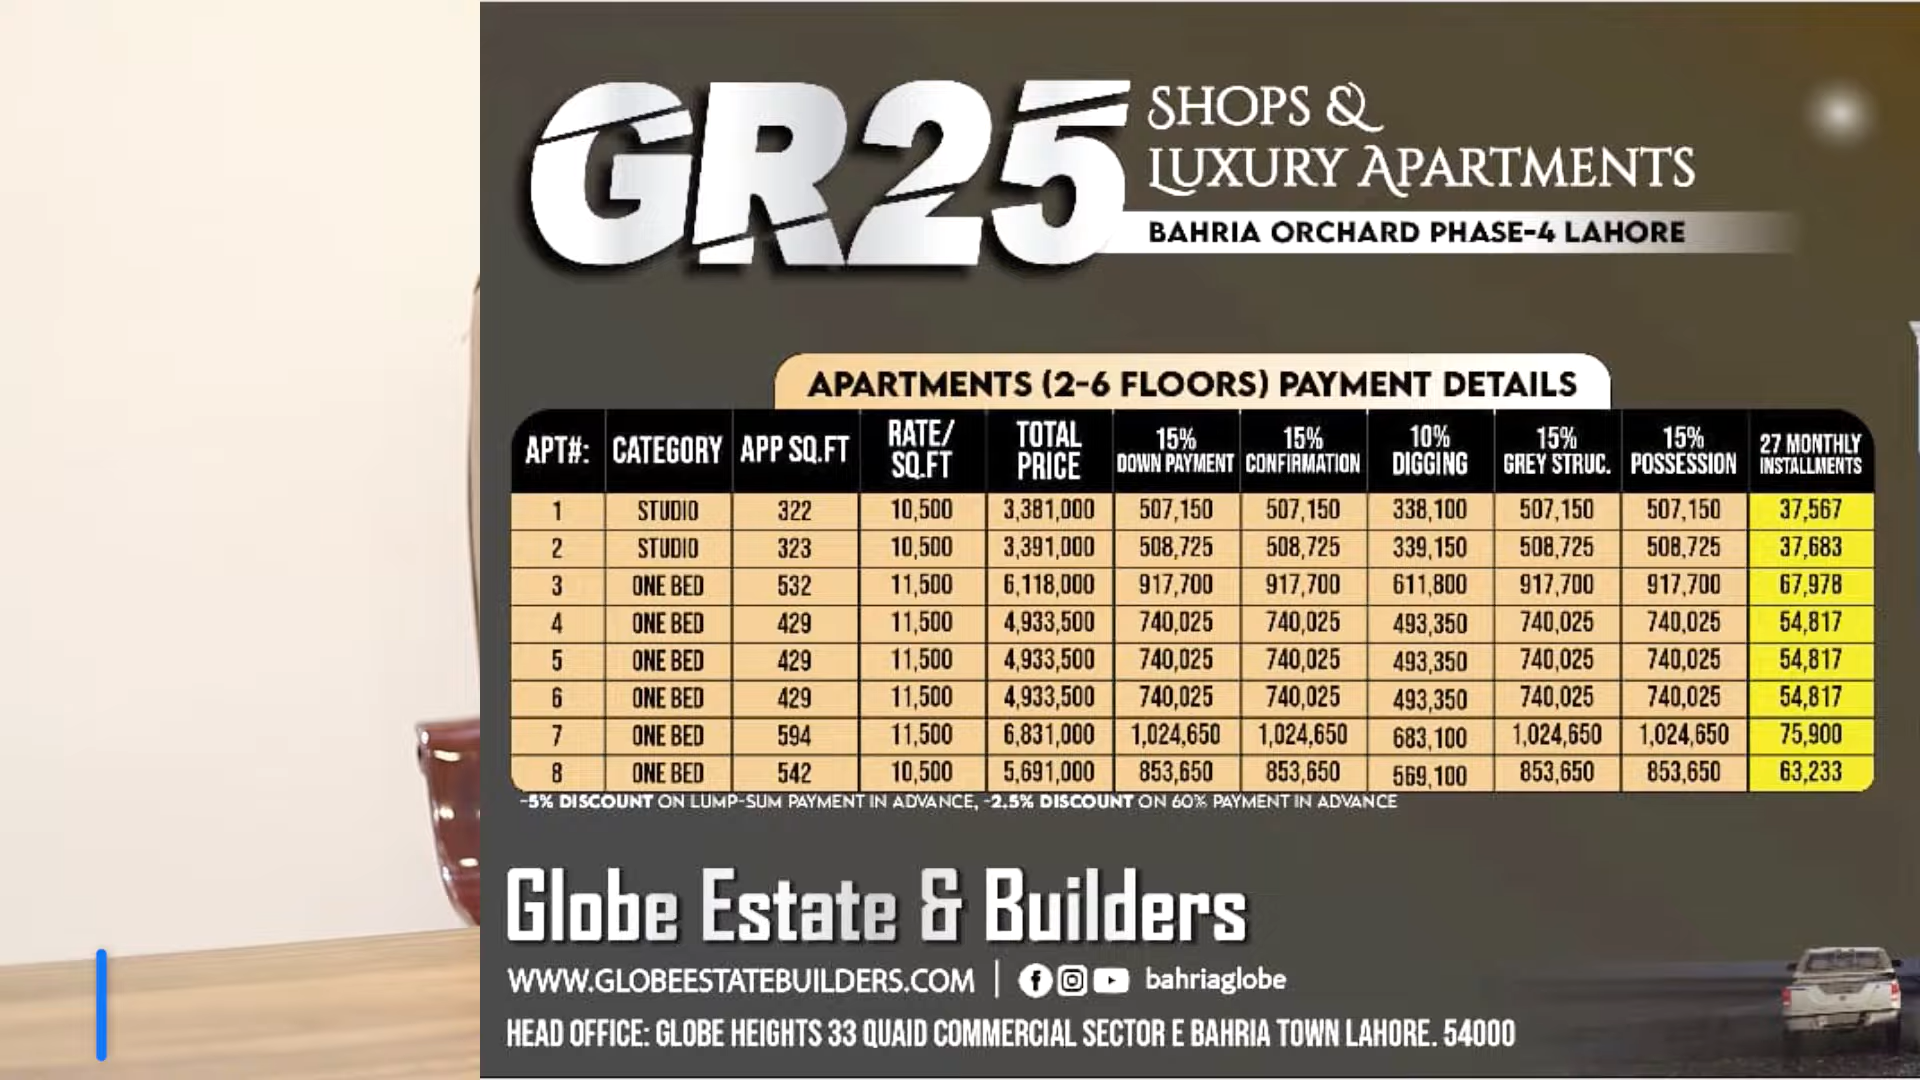 GR25
SHOPS &
LUXURY APARTMENTS
BAHRIA ORCHARD PHASE-4 LAHORE
APARTMENTS (2-6 FLOORS) PAYMENT DETAILS
APT#: CATEGORY APP SQ.FT RATE/SQ.FT TOTAL PRICE 15% DOWN PAYMENT 15% CONFIRMATION 10% DIGGING 15% GREY STRUC. 15% POSSESSION 27 MONTHLY INSTALLMENTS
1 STUDIO 322 10,500 3,381,000 507,150 507,150 338,100 507,150 507,150 37,567
2 STUDIO 323 10,500 3,391,000 508,725 508,725 339,150 508,725 508,725 37,683
3 ONE BED 532 11,500 6,118,000 917,700 917,700 611,800 917,700 917,700 67,978
4 ONE BED 429 11,500 4,933,500 740,025 740,025 493,350 740,025 740,025 54,817
5 ONE BED 429 11,500 4,933,500 740,025 740,025 493,350 740,025 740,025 54,817
6 ONE BED 429 11,500 4,933,500 740,025 740,025 493,350 740,025 740,025 54,817
7 ONE BED 594 11,500 6,831,000 1,024,650 1,024,650 683,100 1,024,650 1,024,650 75,900
8 ONE BED 542 10,500 5,691,000 853,650 853,650 569,100 853,650 853,650 63,233
-5% DISCOUNT ON LUMP-SUM PAYMENT IN ADVANCE, -2.5% DISCOUNT ON 60% PAYMENT IN ADVANCE
Globe Estate & Builders
WWW.GLOBEESTATEBUILDERS.COM | bahriaglobe
HEAD OFFICE: GLOBE HEIGHTS 33 QUAID COMMERCIAL SECTOR E BAHRIA TOWN LAHORE. 54000